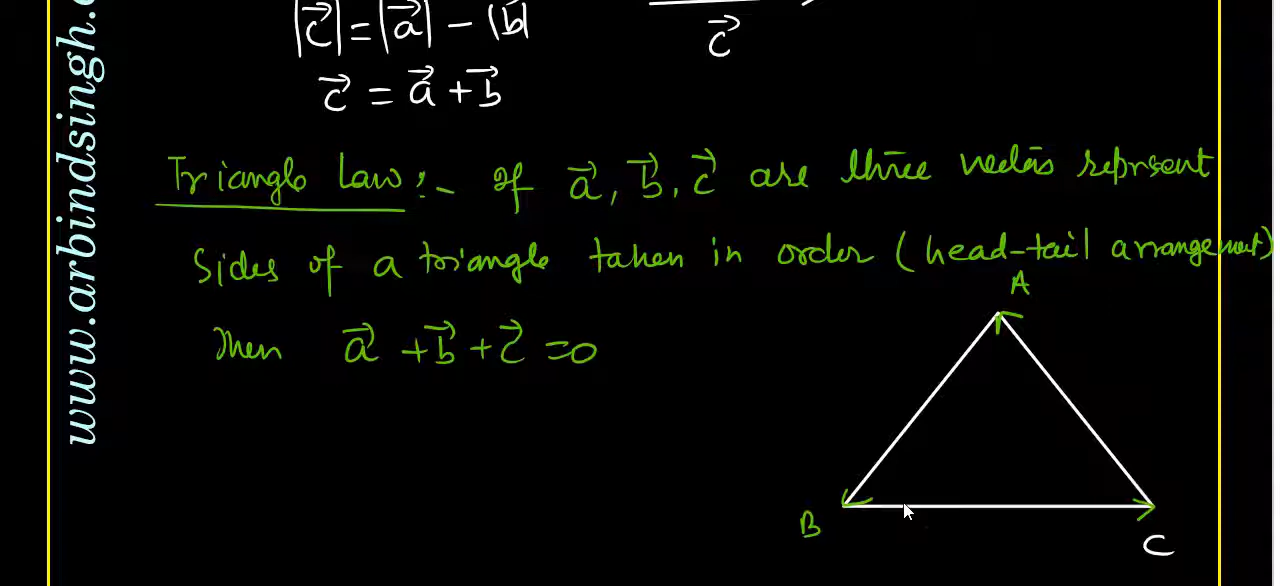 |c⃗| = |a⃗| − |b|
c⃗
c⃗ = a⃗ + b⃗
Triangle Law :- If a⃗, b⃗, c⃗ are three vectors reprsent
Sides of a triangle taken in order (head-tail arrangement)
Then a⃗ + b⃗ + c⃗ = 0
A
B
C
www.arbindsingh.